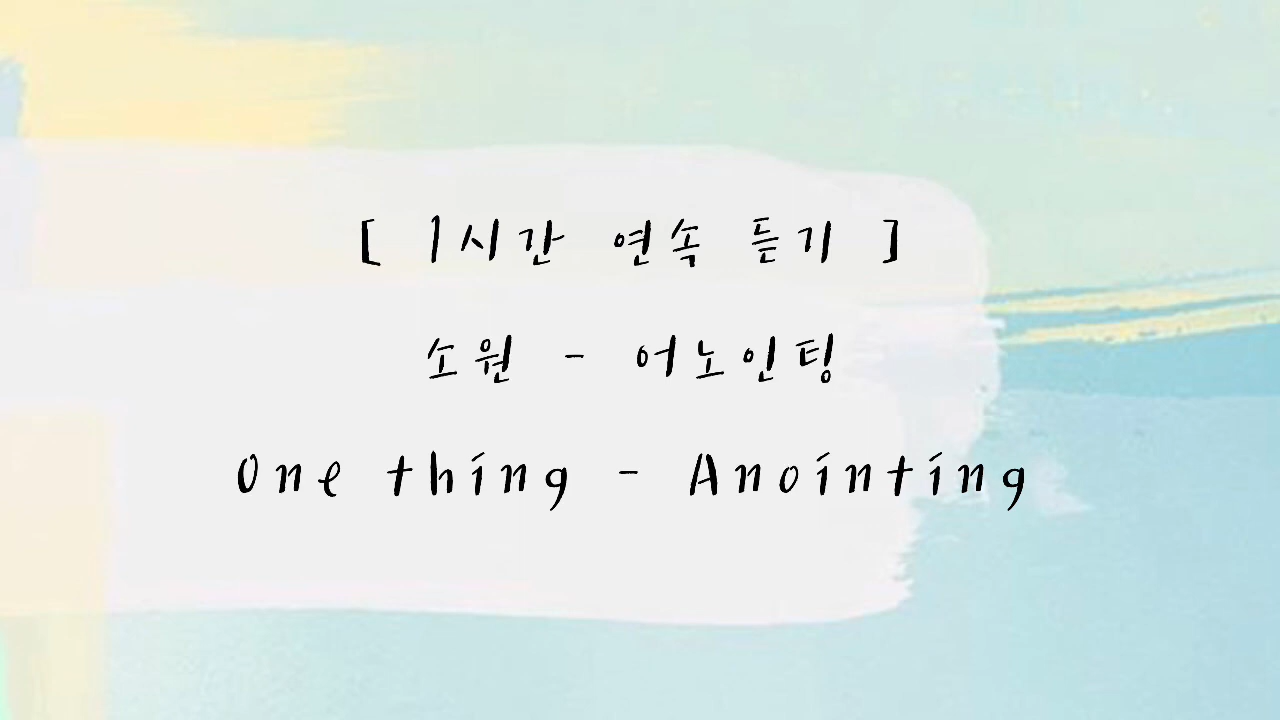 [ 1시간 연속 듣기 ]
소원 - 어노인팅
One thing - Anointing